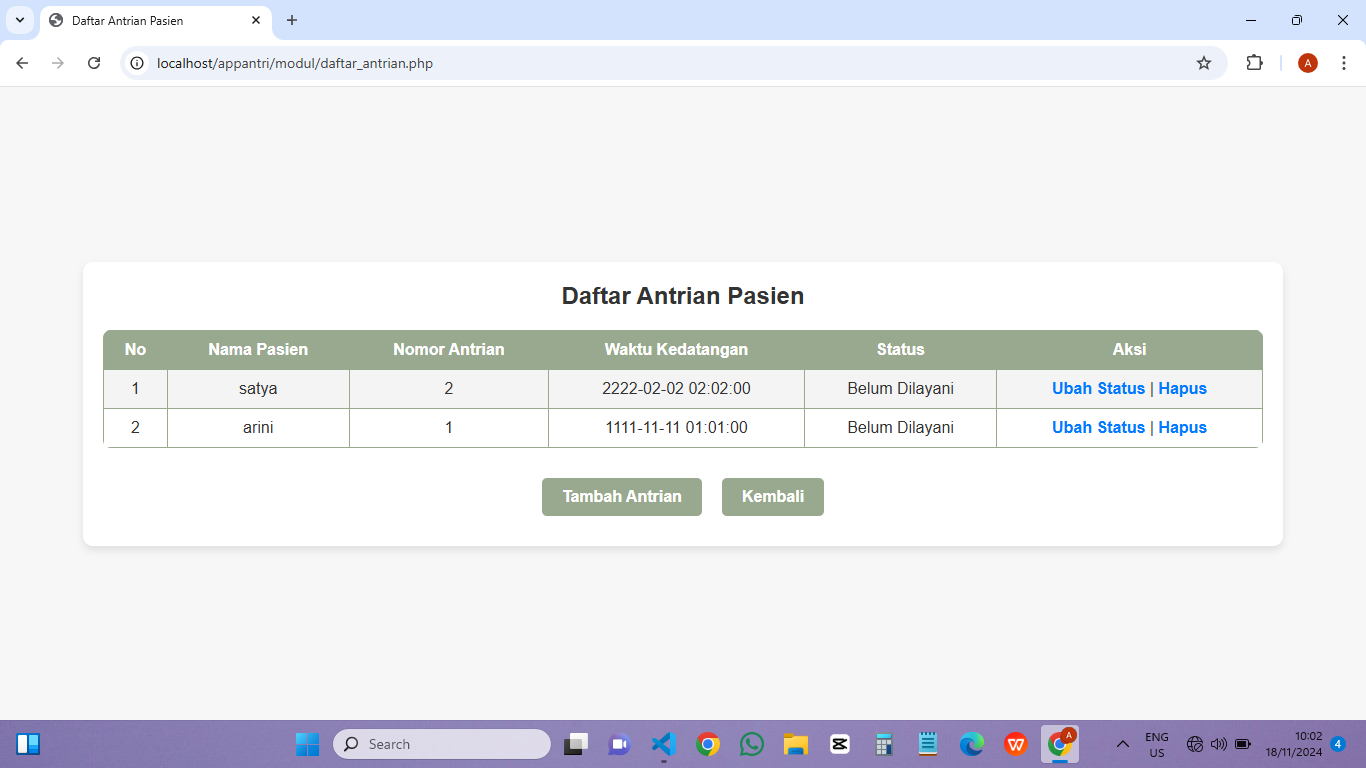 Daftar Antrian Pasien
localhost/appantri/modul/daftar_antrian.php
A
Daftar Antrian Pasien
No Nama Pasien Nomor Antrian Waktu Kedatangan Status Aksi
1 satya 2 2222-02-02 02:02:00 Belum Dilayani Ubah Status | Hapus
2 arini 1 1111-11-11 01:01:00 Belum Dilayani Ubah Status | Hapus
Tambah Antrian Kembali
Search
A
ENG
US
10:02
18/11/2024
4